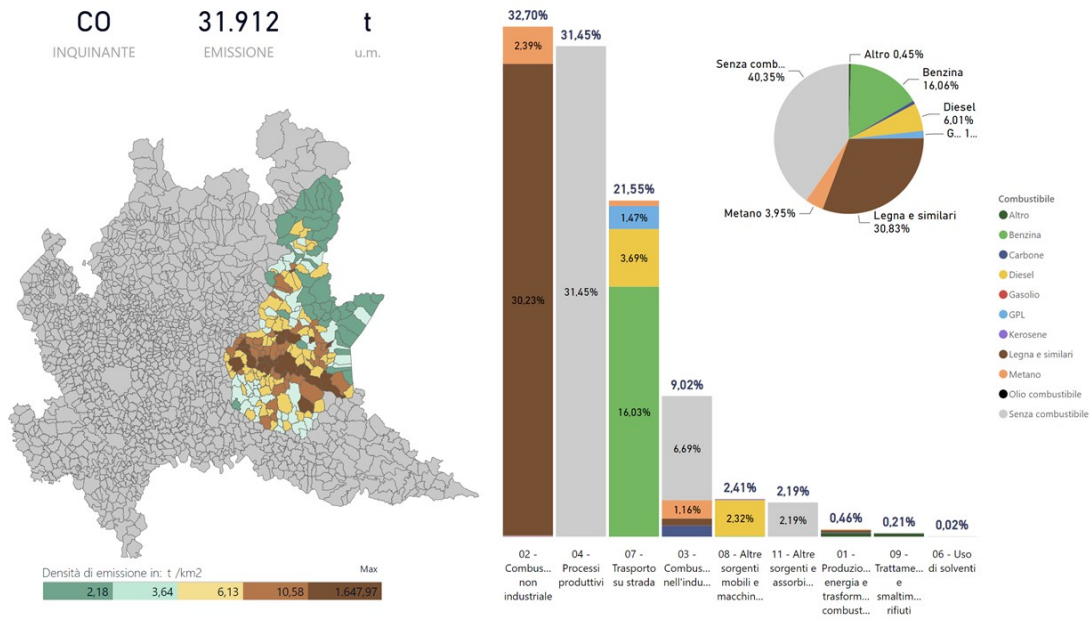 CO
31.912
t
INQUINANTE
EMISSIONE
u.m.
Densità di emissione in: t /km2
Max
2,18
3,64
6,13
10,58
1.647,97
32,70%
2,39%
30,23%
31,45%
31,45%
21,55%
1,47%
3,69%
16,03%
9,02%
6,69%
1,16%
2,41%
2,32%
2,19%
2,19%
0,46%
0,21%
0,02%
02 -
Combus...
non
industriale
04 -
Processi
produttivi
07 -
Trasporto
su strada
03 -
Combus...
nell'indu...
08 - Altre
sorgenti
mobili e
macchin...
11 - Altre
sorgenti e
assorbi...
01 -
Produzio...
energia e
trasform...
combust...
09 -
Trattame...
e
smaltim...
rifiuti
06 - Uso
di solventi
Altro 0,45%
Senza comb...
40,35%
Benzina
16,06%
Diesel
6,01%
G... 1...
Metano 3,95%
Legna e similari
30,83%
Combustibile
Altro
Benzina
Carbone
Diesel
Gasolio
GPL
Kerosene
Legna e similari
Metano
Olio combustibile
Senza combustibile